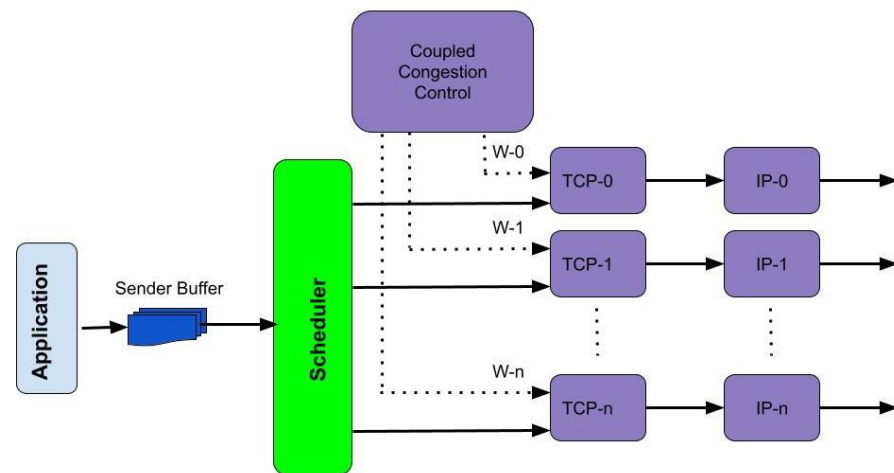 Coupled
Congestion
Control
W-0
TCP-0
IP-0
W-1
TCP-1
IP-1
Sender Buffer
Application
Scheduler
W-n
TCP-n
IP-n